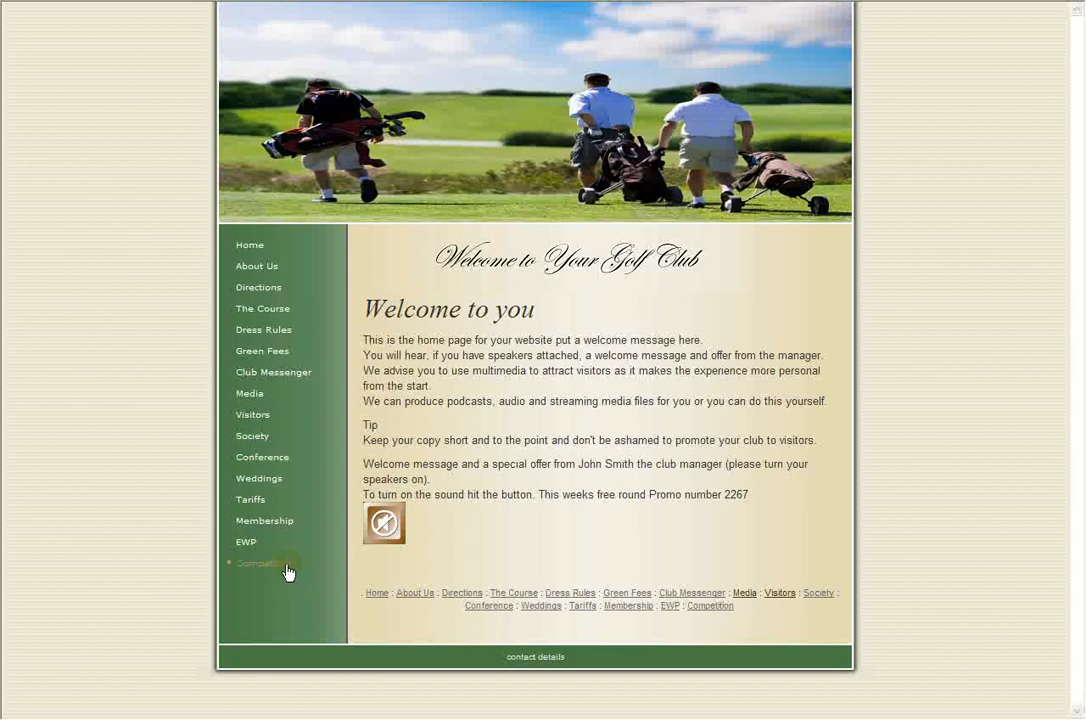 Welcome to Your Golf Club
Home
About Us
Directions
The Course
Dress Rules
Green Fees
Club Messenger
Media
Visitors
Society
Conference
Weddings
Tariffs
Membership
EWP
Welcome to you
This is the home page for your website put a welcome message here.
You will hear, if you have speakers attached, a welcome message and offer from the manager.
We advise you to use multimedia to attract visitors as it makes the experience more personal
from the start.
We can produce podcasts, audio and streaming media files for you or you can do this yourself.
Tip
Keep your copy short and to the point and don't be ashamed to promote your club to visitors.
Welcome message and a special offer from John Smith the club manager (please turn your
speakers on).
To turn on the sound hit the button. This weeks free round Promo number 2267
. Home : About Us : Directions : The Course : Dress Rules : Green Fees : Club Messenger : Media : Visitors : Society :
Conference : Weddings : Tariffs : Membership : EWP : Competition
contact details